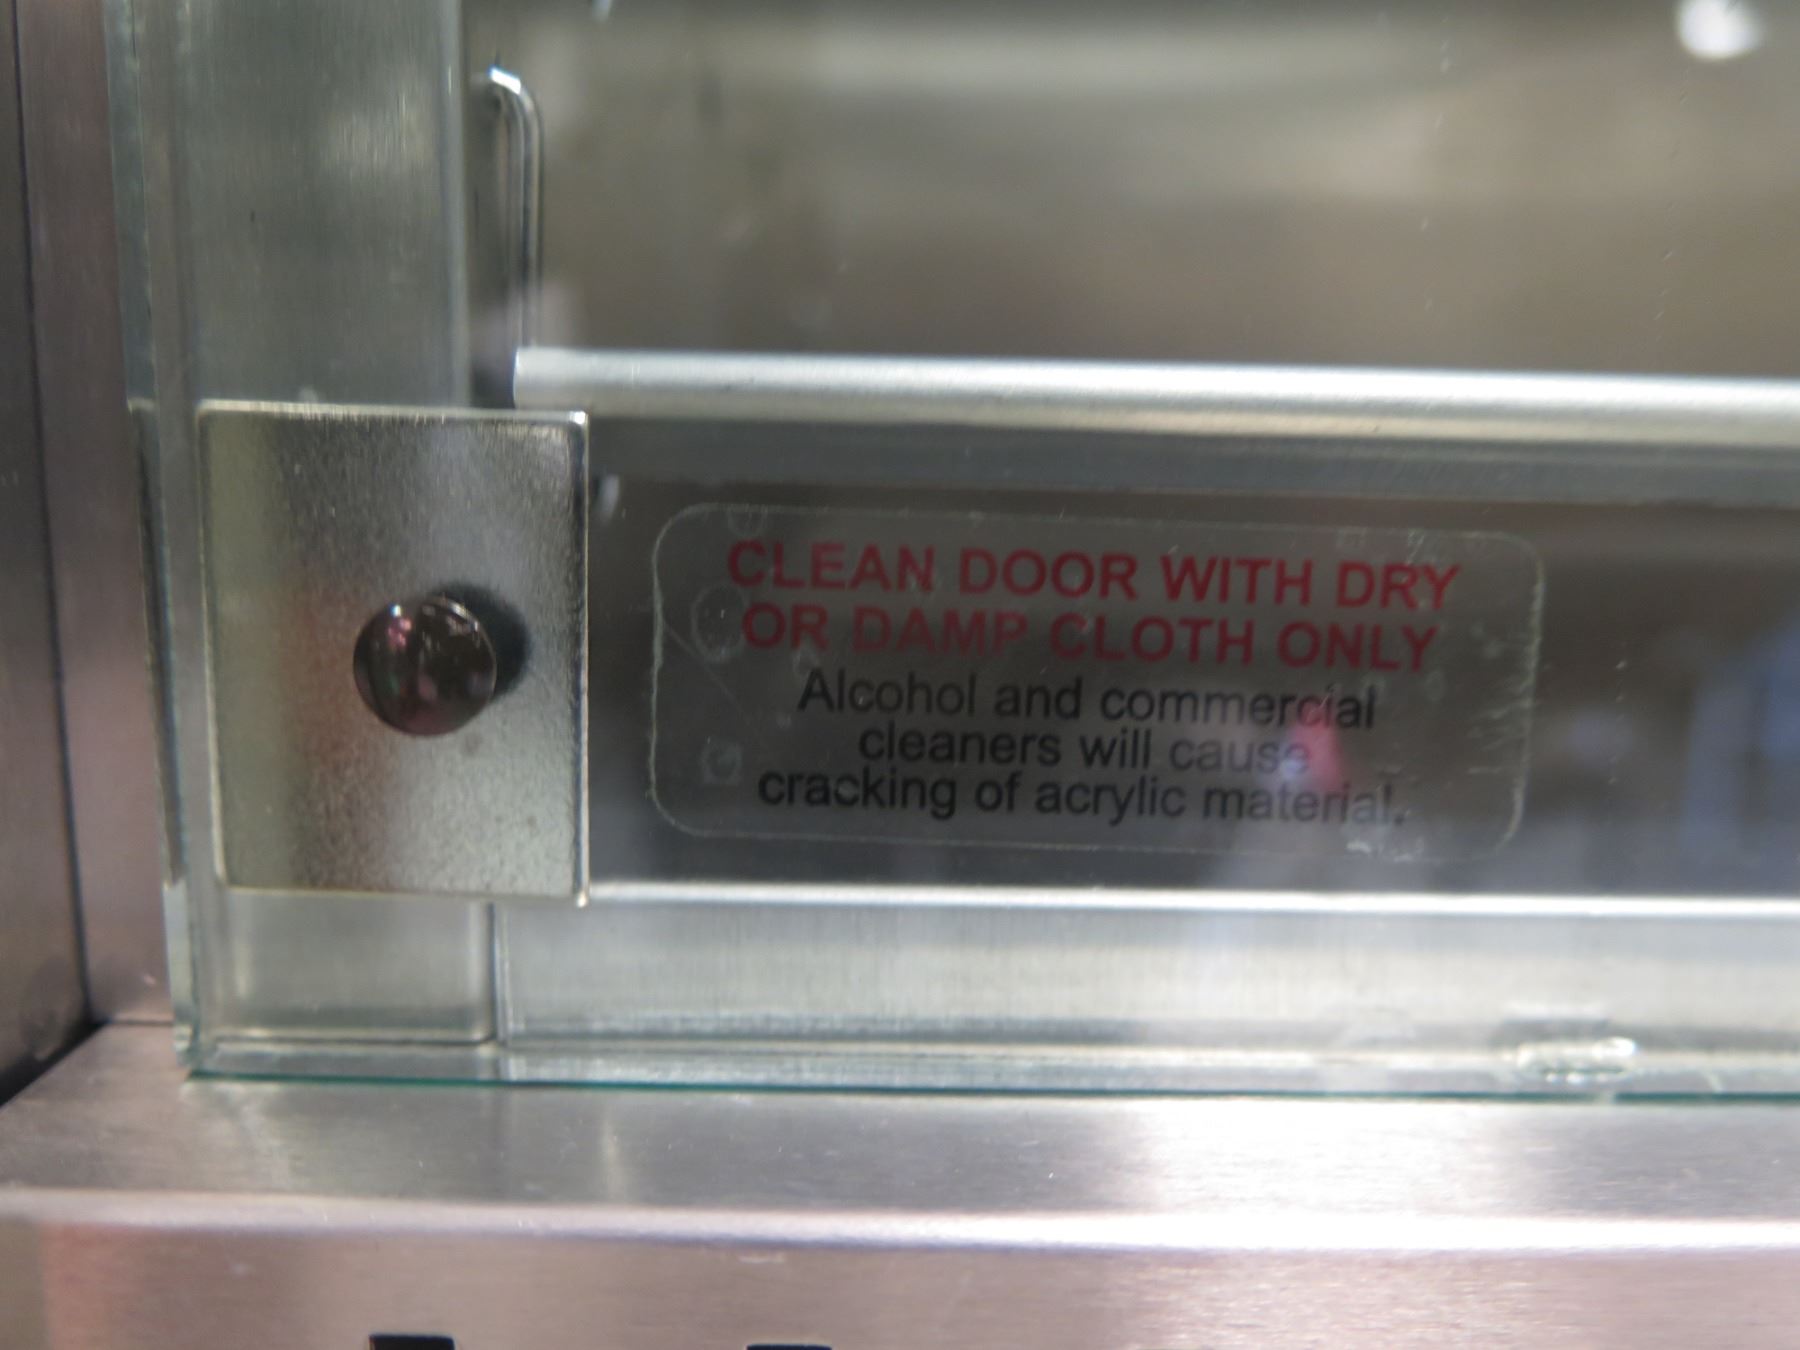 CLEAN DOOR WITH DRY
OR DAMP CLOTH ONLY
Alcohol and commercial
cleaners will cause
cracking of acrylic material.